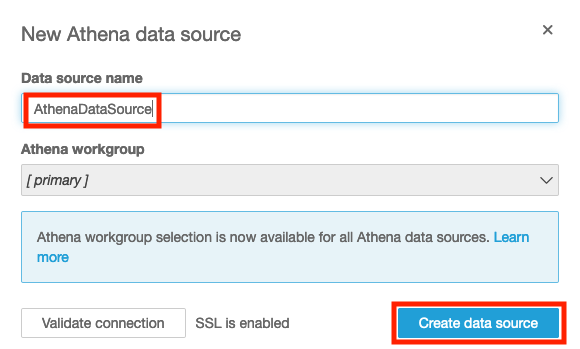 New Athena data source
Data source name
AthenaDataSource
Athena workgroup
[ primary ]
Athena workgroup selection is now available for all Athena data sources. Learn
more
Validate connection SSL is enabled Create data source